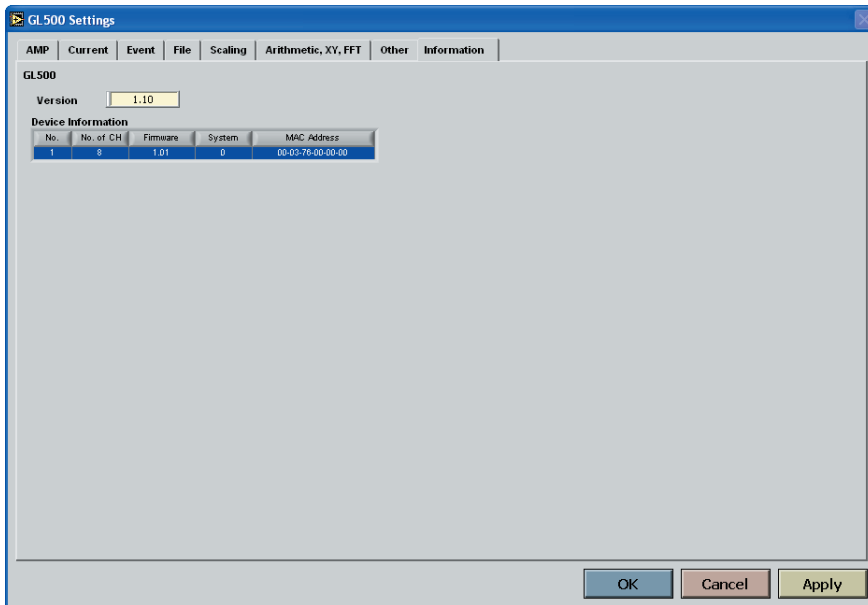 GL500 Settings
AMP Current Event File Scaling Arithmetic, XY, FFT Other Information
GL500
Version 1.10
Device Information
No. No. of CH Firmware System MAC Address
1 8 1.01 0 00-03-76-00-00-00
OK Cancel Apply